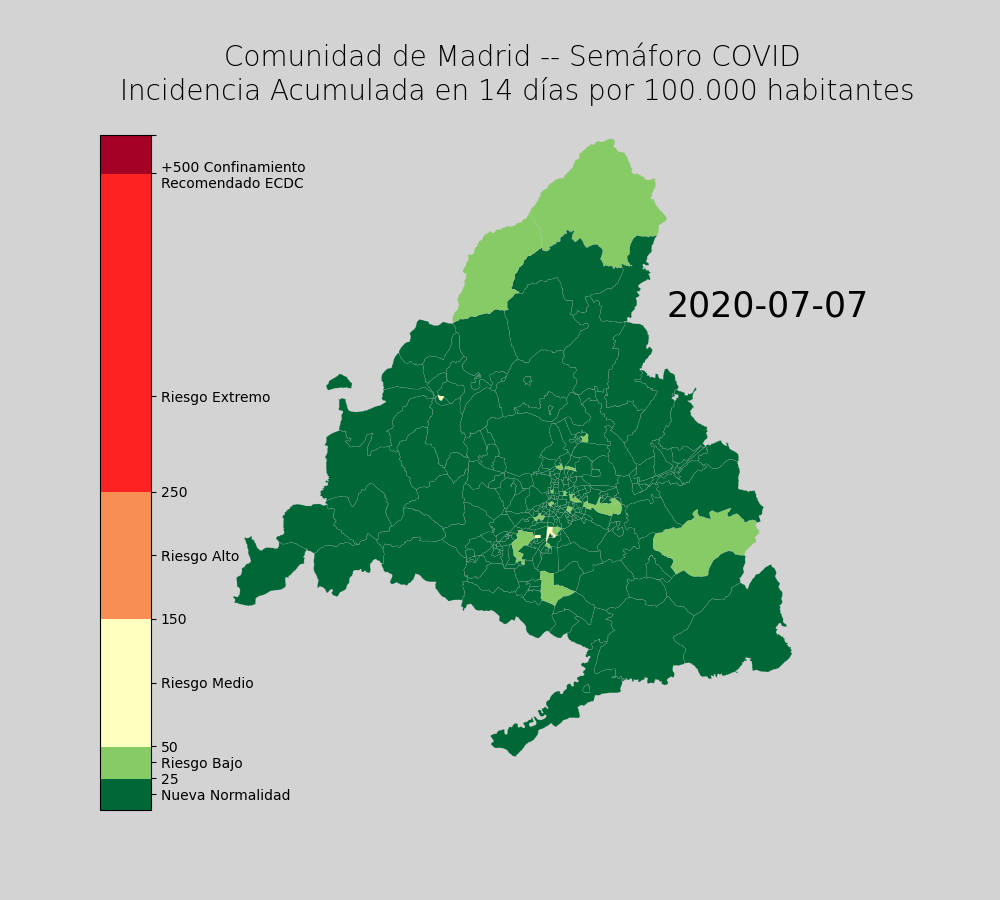 Comunidad de Madrid -- Semáforo COVID
Incidencia Acumulada en 14 días por 100.000 habitantes
+500 Confinamiento
Recomendado ECDC
2020-07-07
Riesgo Extremo
250
Riesgo Alto
150
Riesgo Medio
50
Riesgo Bajo
25
Nueva Normalidad